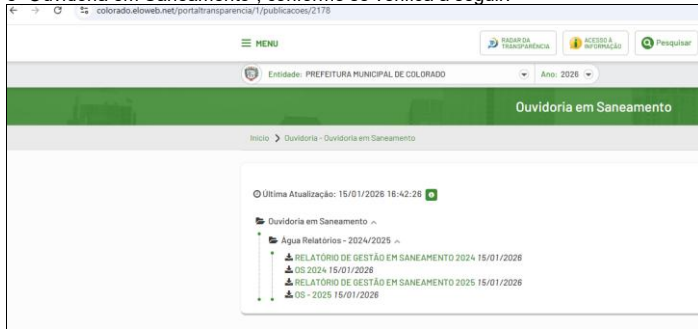 colorado.eloweb.net/portaltransparencia/1/publicacoes/2178
MENU
RADAR DA TRANSPARÊNCIA
ACESSO À INFORMAÇÃO
Pesquisar
Entidade: PREFEITURA MUNICIPAL DE COLORADO
Ano: 2026
Ouvidoria em Saneamento
Início > Ouvidoria - Ouvidoria em Saneamento
Última Atualização: 15/01/2026 16:42:26
Ouvidoria em Saneamento
Água Relatórios - 2024/2025
RELATÓRIO DE GESTÃO EM SANEAMENTO 2024 15/01/2026
OS 2024 15/01/2026
RELATÓRIO DE GESTÃO EM SANEAMENTO 2025 15/01/2026
OS - 2025 15/01/2026